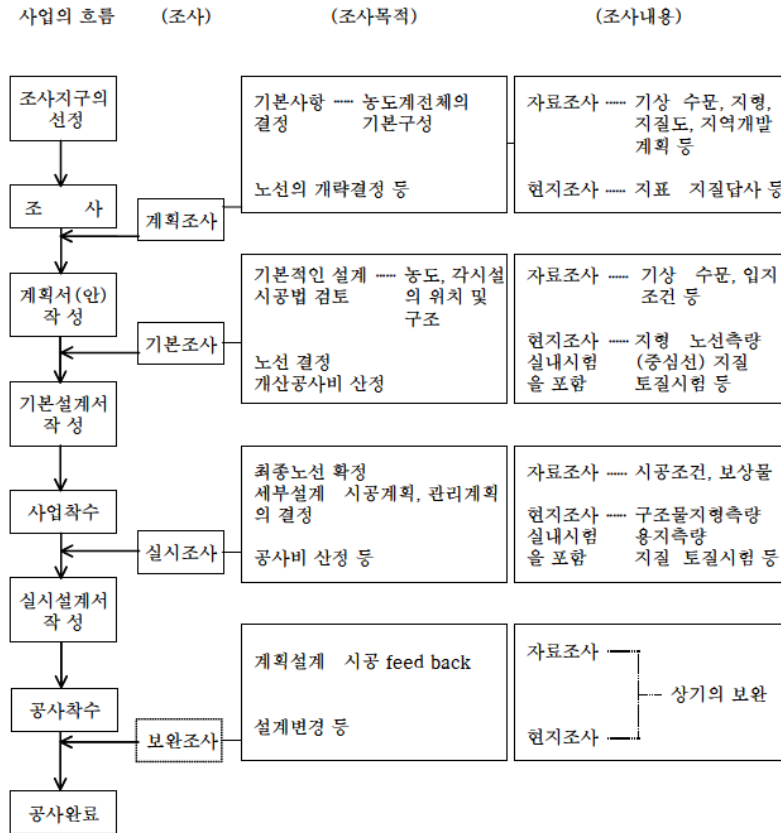 사업의 흐름 (조사) (조사목적) (조사내용)
조사지구의
선정
기본사항 ┈┈ 농도계전체의
결정 기본구성
노선의 개략결정 등
자료조사 ┈┈ 기상 수문, 지형,
지질도, 지역개발
계획 등
현지조사 ┈┈ 지표 지질답사 등
조 사
계획조사
계획서(안)
작 성
기본적인 설계 ┈┈ 농도, 각시설
시공법 검토 의 위치 및
구조
노선 결정
개산공사비 산정
자료조사 ┈┈ 기상 수문, 입지
조건 등
현지조사 ┈┈ 지형 노선측량
실내시험 (중심선) 지질
을 포함 토질시험 등
기본조사
기본설계서
작 성
최종노선 확정
세부설계 시공계획, 관리계획
의 결정
공사비 산정 등
자료조사 ┈┈ 시공조건, 보상물
현지조사 ┈┈ 구조물지형측량
실내시험 용지측량
을 포함 지질 토질시험 등
사업착수
실시조사
실시설계서
작 성
계획설계 시공 feed back
설계변경 등
자료조사
상기의 보완
현지조사
공사착수
보완조사
공사완료